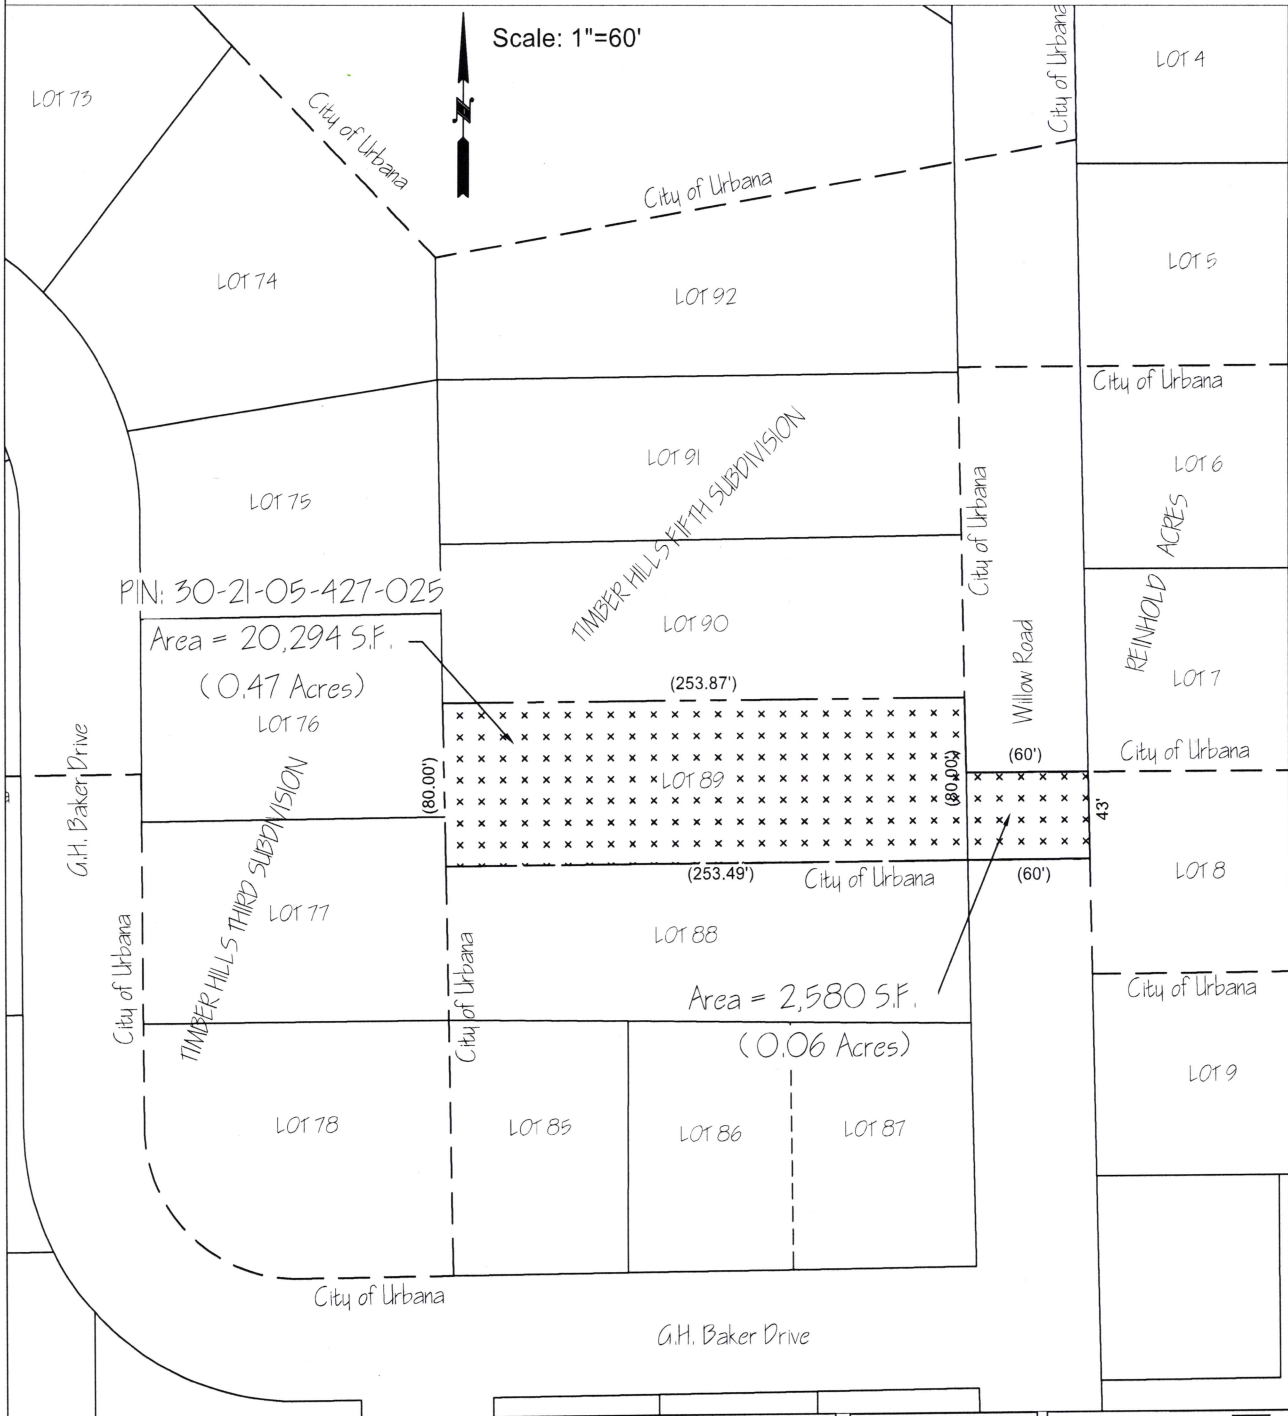 Scale: 1"=60'
N
LOT 73
City of Urbana
City of Urbana
City of Urbana
LOT 4
LOT 74
LOT 92
LOT 5
City of Urbana
LOT 91
LOT 6
LOT 75
TIMBER HILLS FIFTH SUBDIVISION
City of Urbana
REINHOLD ACRES
PIN: 30-21-05-427-025
Area = 20,294 S.F.
(0.47 Acres)
LOT 90
Willow Road
LOT 7
LOT 76
(253.87')
(80.00')
LOT 89
(80.00')
(60')
City of Urbana
43'
G.H. Baker Drive
TIMBER HILLS THIRD SUBDIVISION
(253.49')
City of Urbana
(60')
LOT 8
LOT 77
LOT 88
City of Urbana
City of Urbana
Area = 2,580 S.F.
(0.06 Acres)
City of Urbana
LOT 9
LOT 78
LOT 85
LOT 86
LOT 87
City of Urbana
G.H. Baker Drive